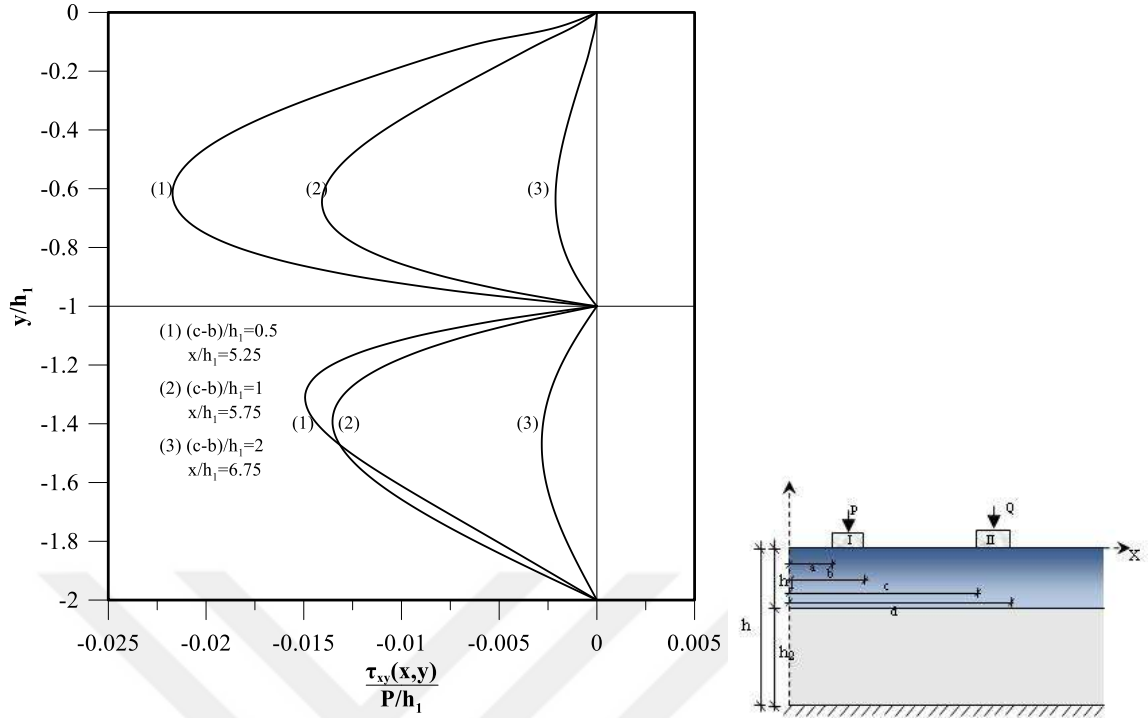 0
-0.2
-0.4
-0.6
-0.8
-1
-1.2
-1.4
-1.6
-1.8
-2
y/h₁
(1)
(2)
(3)
(1) (c-b)/h₁=0.5
x/h₁=5.25
(2) (c-b)/h₁=1
x/h₁=5.75
(3) (c-b)/h₁=2
x/h₁=6.75
(1)
(2)
(3)
-0.025
-0.02
-0.015
-0.01
-0.005
0
0.005
τxy(x,y)
P/h₁
P
Q
I
II
X
a
b
c
d
h
h₂